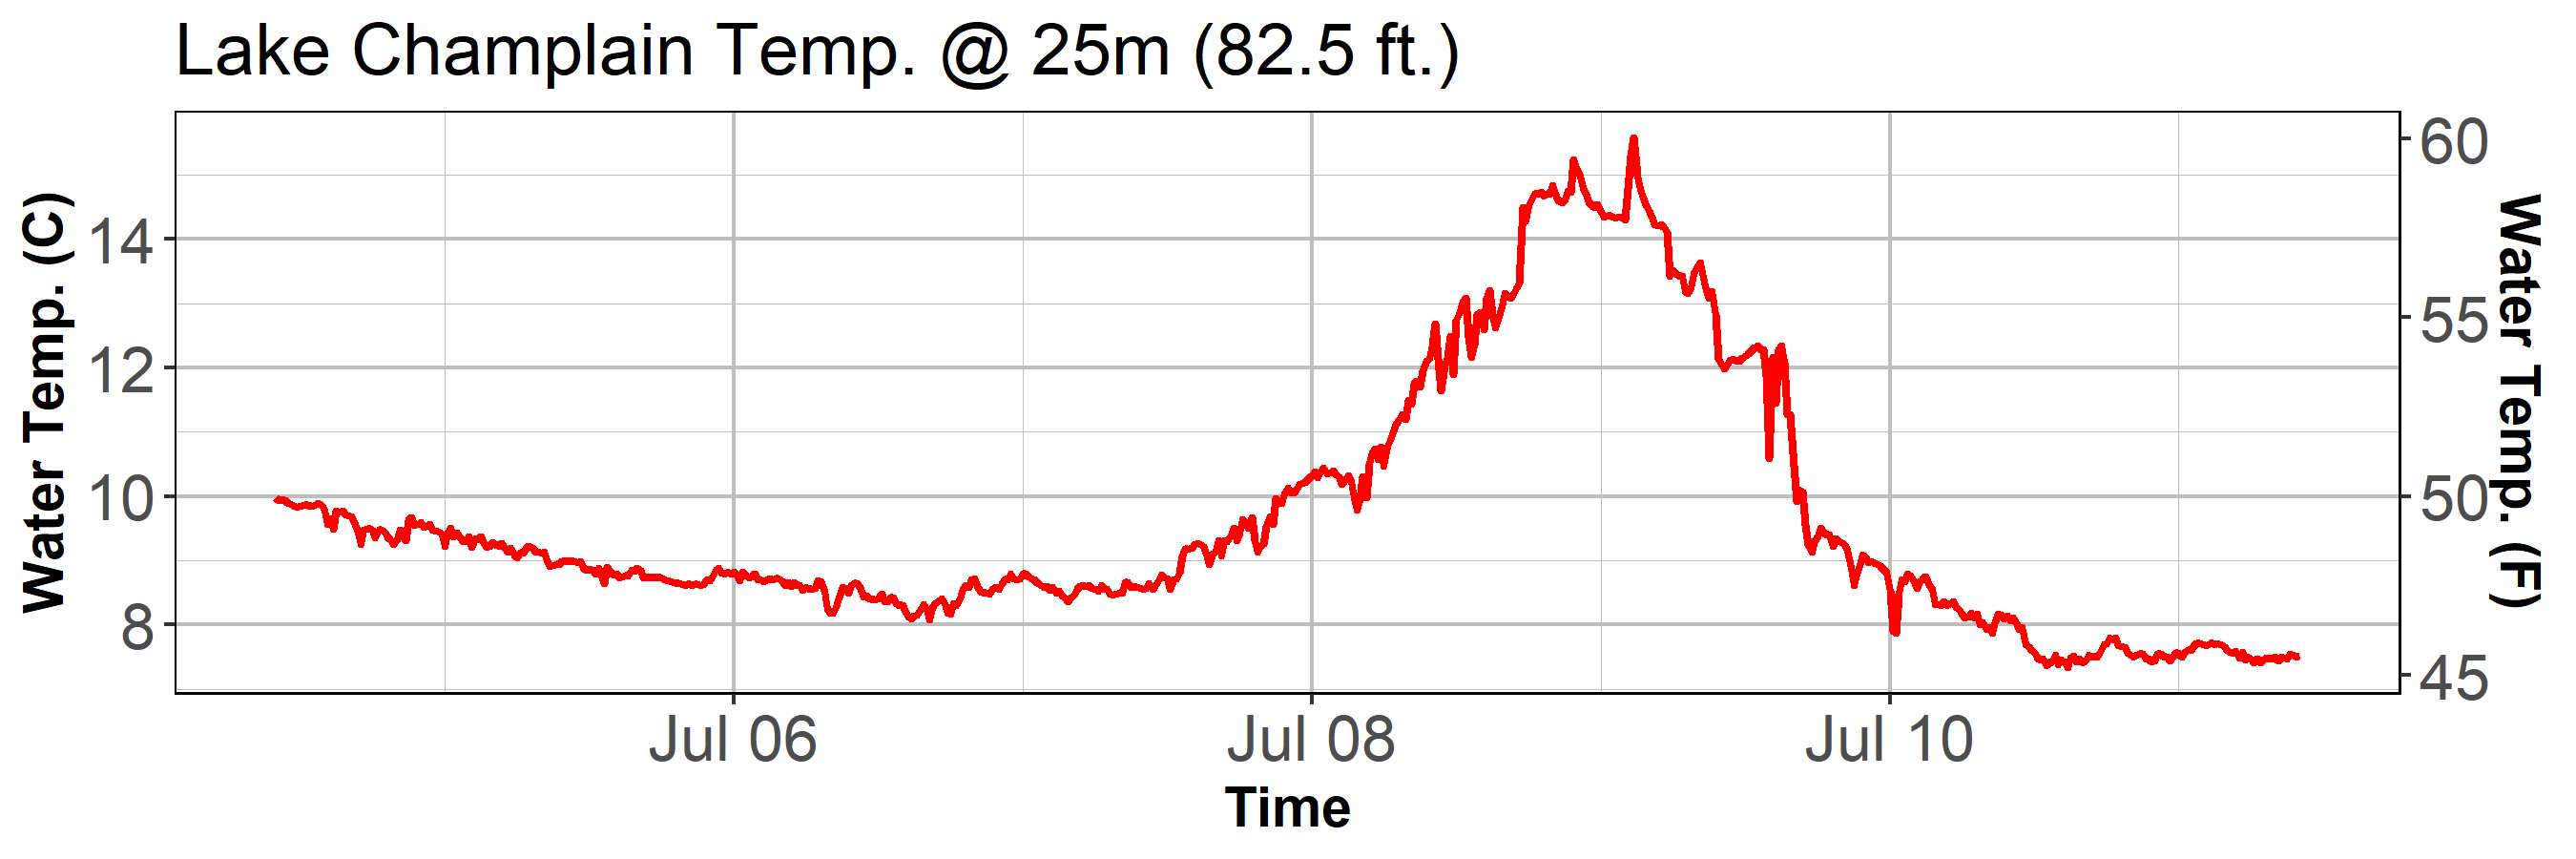 Lake Champlain Temp. @ 25m (82.5 ft.)
Water Temp. (C)
14
12
10
8
60
55
50
45
Water Temp. (F)
Jul 06 Jul 08 Jul 10
Time